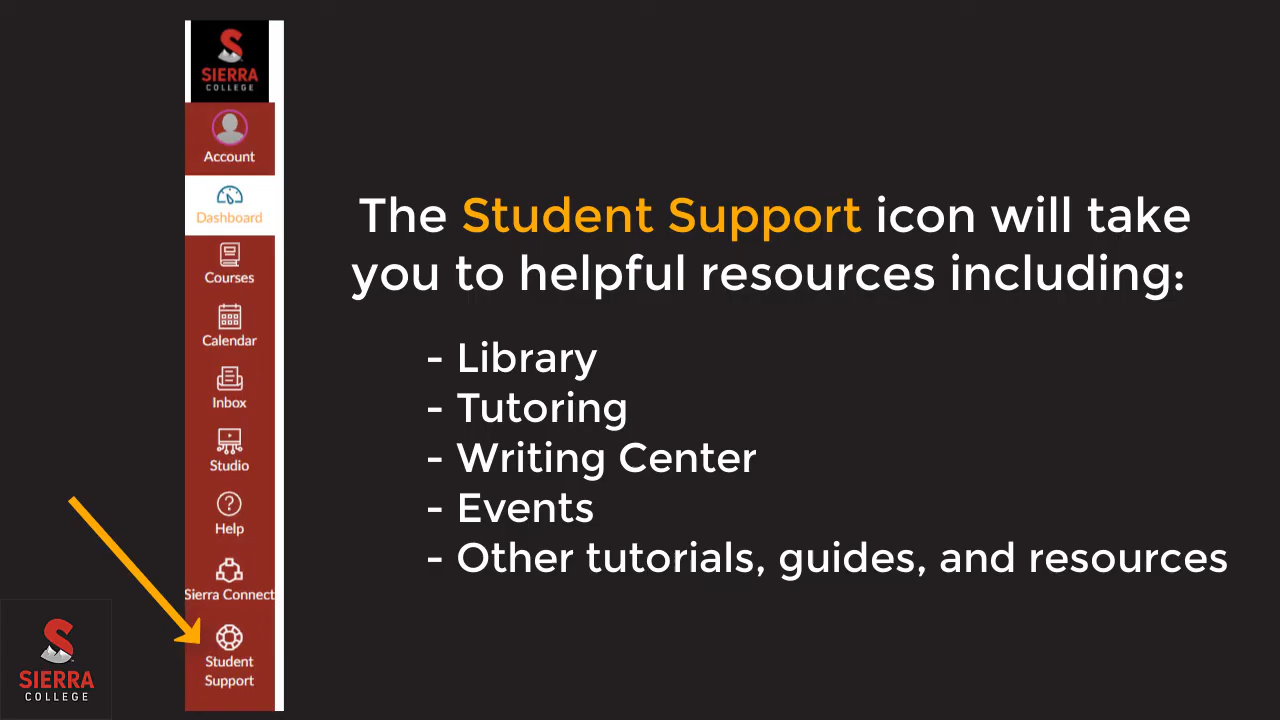 SIERRA
COLLEGE
Account
Dashboard
Courses
Calendar
Inbox
Studio
Help
Sierra Connect
Student
Support
The Student Support icon will take
you to helpful resources including:
- Library
- Tutoring
- Writing Center
- Events
- Other tutorials, guides, and resources
SIERRA
COLLEGE